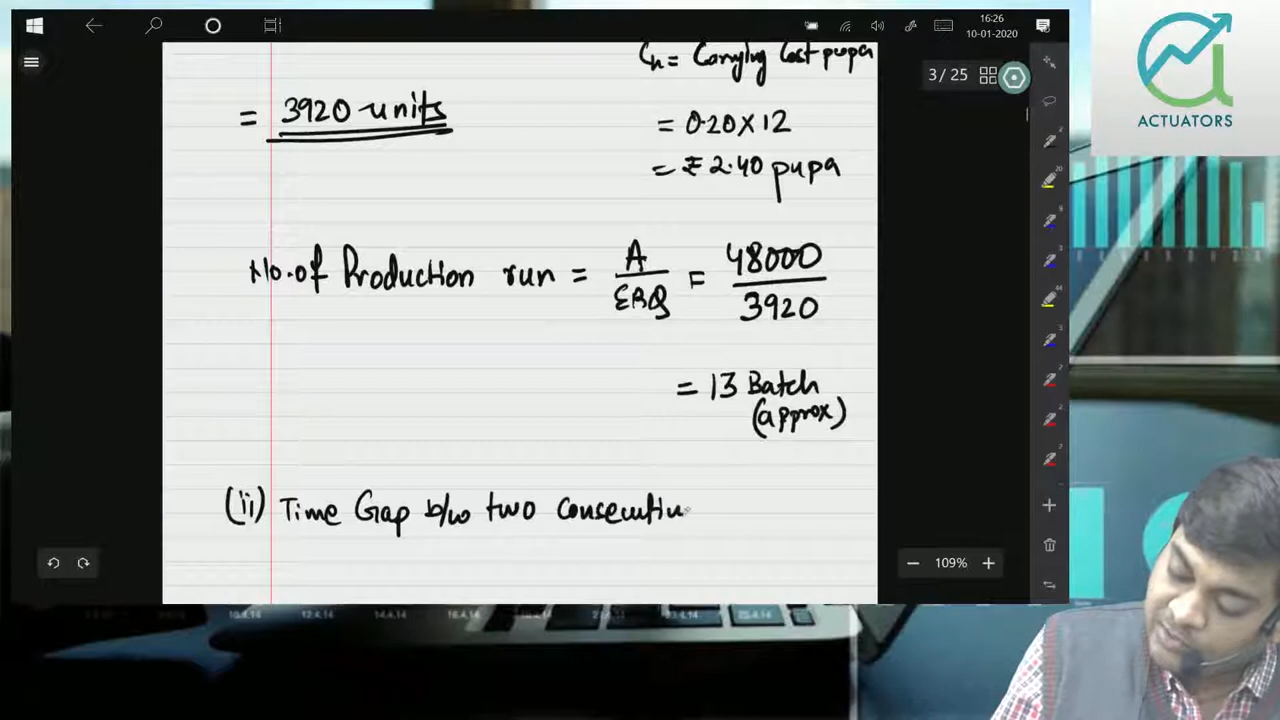 16:26
10-01-2020
3 / 25
ACTUATORS
Ch = Carrying Cost pupa
= 3920 units
= 0.20 X 12
= ₹ 2.40 pupa
No. of Production run = A / EBQ = 48000 / 3920
= 13 Batch
(approx)
(ii) Time Gap b/w two Consecutiv
109%